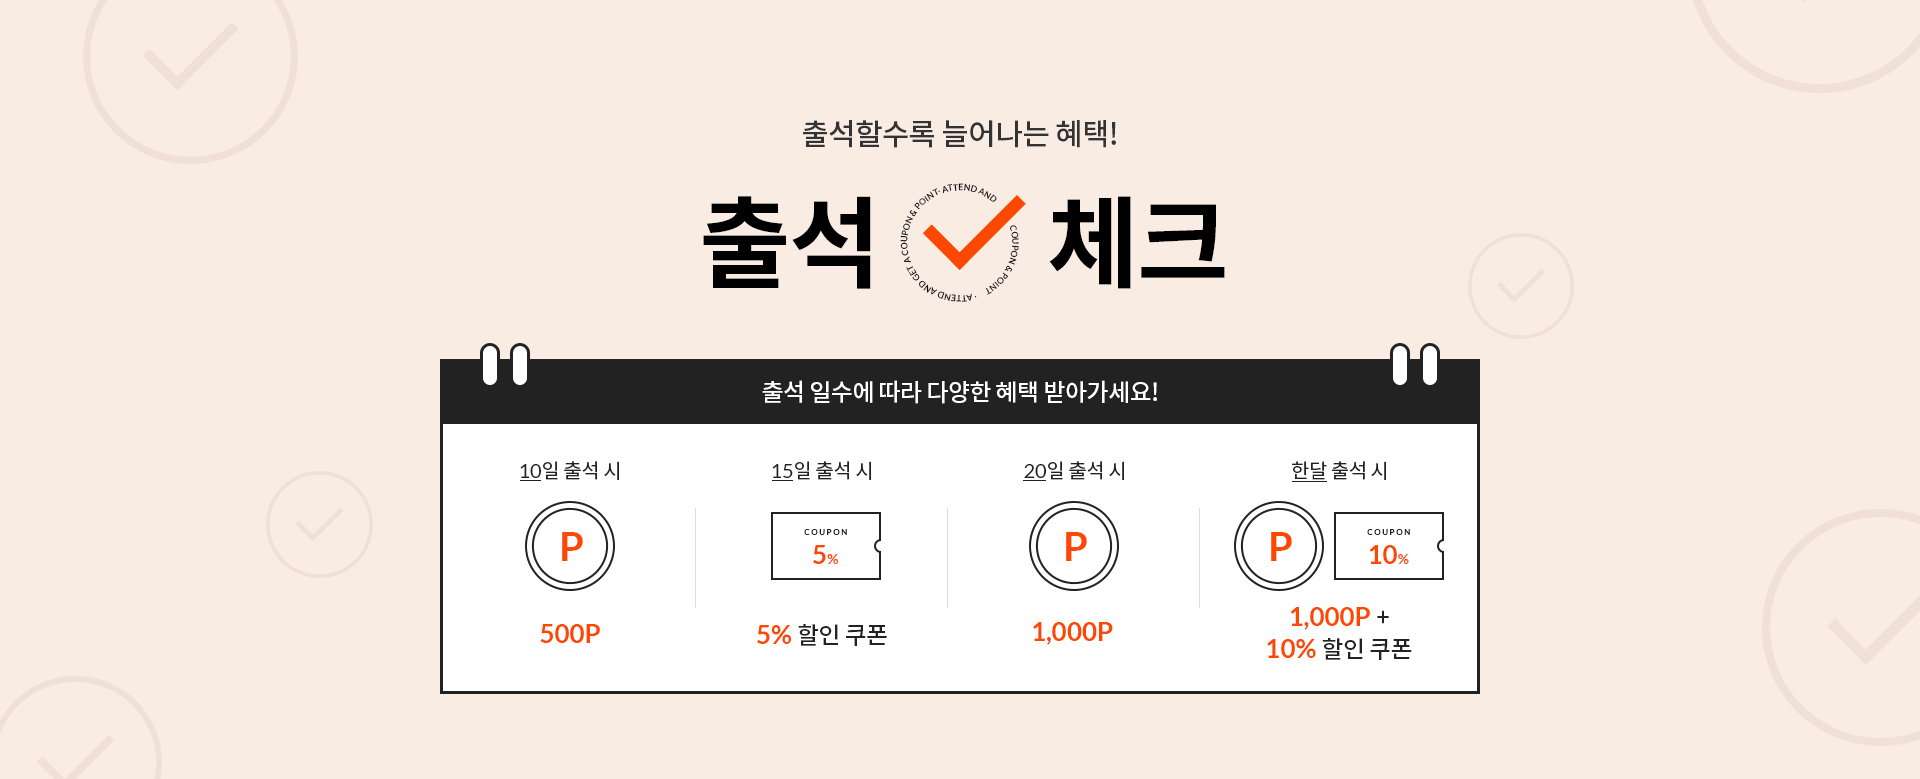 출석할수록 늘어나는 혜택!
출석 체크
COUPON & POINT · ATTEND AND GET A COUPON & POINT · ATTEND AND
출석 일수에 따라 다양한 혜택 받아가세요!
10일 출석 시
P
500P
15일 출석 시
COUPON
5%
5% 할인 쿠폰
20일 출석 시
P
1,000P
한달 출석 시
P
COUPON
10%
1,000P +
10% 할인 쿠폰